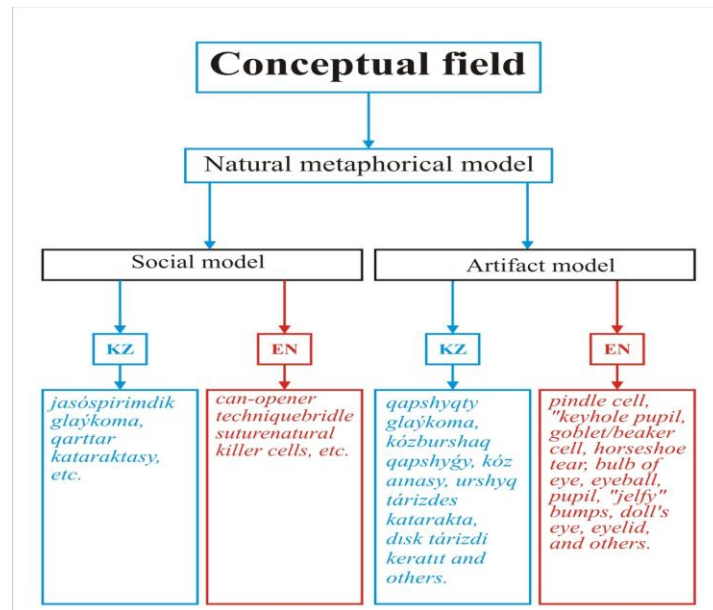 Conceptual field
Natural metaphorical model
Social model
Artifact model
KZ
EN
KZ
EN
jasóspirimdik
glaýkoma,
qarttar
kataraktasy,
etc.
can-opener
techniquebridle
suturenatural
killer cells, etc.
qapshyqty
glaýkoma,
kózburshaq
qapshyǵy, kóz
aınasy, urshyq
tárizdes
katarakta,
dısk tárizdi
keratıt and
others.
pindle cell,
"keyhole pupil,
goblet/beaker
cell, horseshoe
tear, bulb of
eye, eyeball,
pupil, "jelfy"
bumps, doll's
eye, eyelid,
and others.